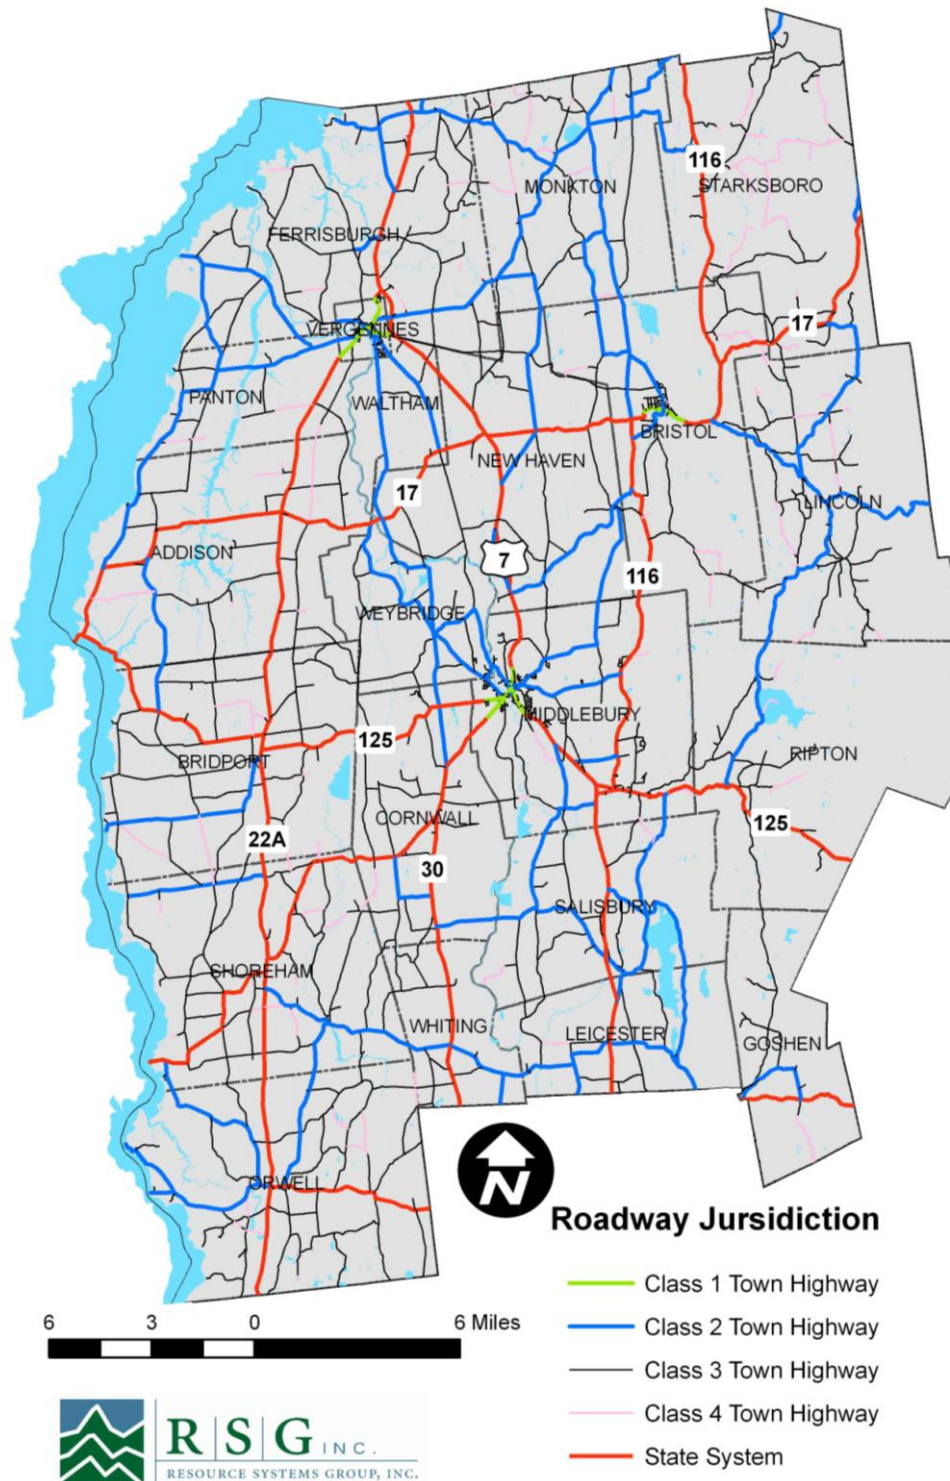 116
MONKTON
STARKSBORO
FERRISBURGH
VERGENNES
17
PANTON
WALTHAM
BRISTOL
NEW HAVEN
17
LINCOLN
ADDISON
7
116
WEYBRIDGE
MIDDLEBURY
125
BRIDPORT
RIPTON
CORNWALL
125
22A
30
SALISBURY
SHOREHAM
WHITING
LEICESTER
GOSHEN
ORWELL
N
Roadway Jursidiction
Class 1 Town Highway
6 3 0 6 Miles
Class 2 Town Highway
Class 3 Town Highway
Class 4 Town Highway
State System
RSG INC.
RESOURCE SYSTEMS GROUP, INC.